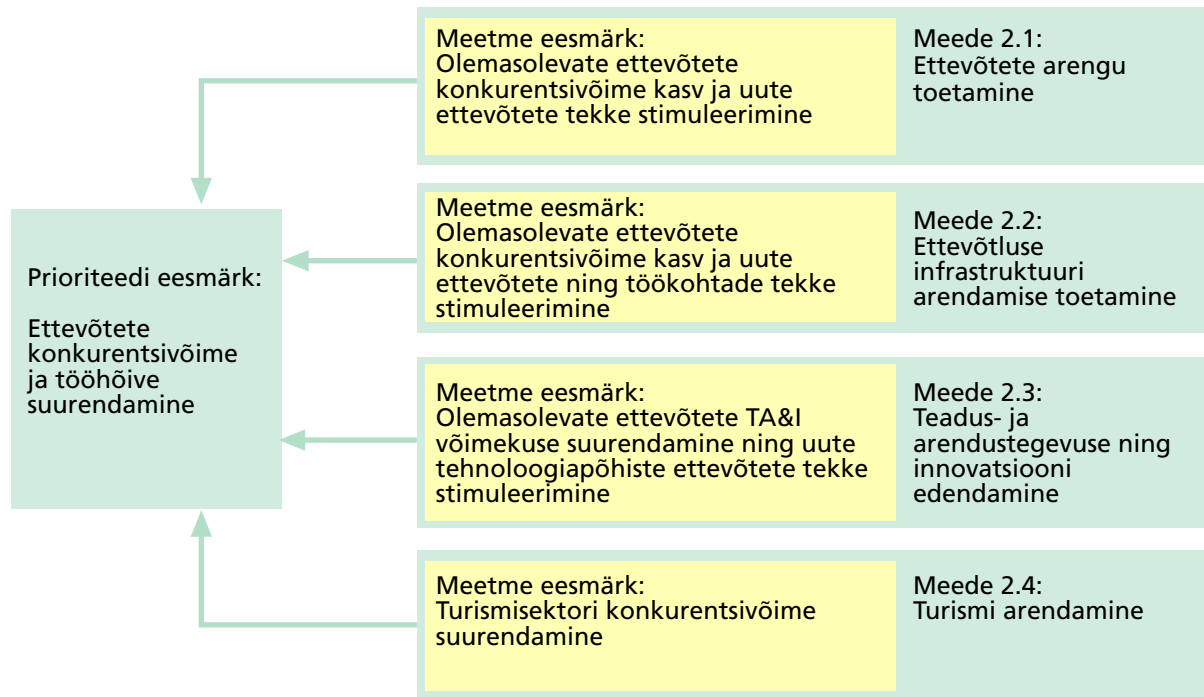 Meetme eesmärk:
Olemasolevate ettevõtete
konkurentsivõime kasv ja uute
ettevõtete tekke stimuleerimine
Meede 2.1:
Ettevõtete arengu
toetamine
Meetme eesmärk:
Olemasolevate ettevõtete
konkurentsivõime kasv ja uute
ettevõtete ning töökohtade tekke
stimuleerimine
Meede 2.2:
Ettevõtluse
infrastruktuuri
arendamise toetamine
Prioriteedi eesmärk:
Ettevõtete
konkurentsivõime
ja tööhõive
suurendamine
Meetme eesmärk:
Olemasolevate ettevõtete TA&I
võimekuse suurendamine ning uute
tehnoloogiapõhiste ettevõtete tekke
stimuleerimine
Meede 2.3:
Teadus- ja
arendustegevuse ning
innovatsiooni
edendamine
Meetme eesmärk:
Turismisektori konkurentsivõime
suurendamine
Meede 2.4:
Turismi arendamine